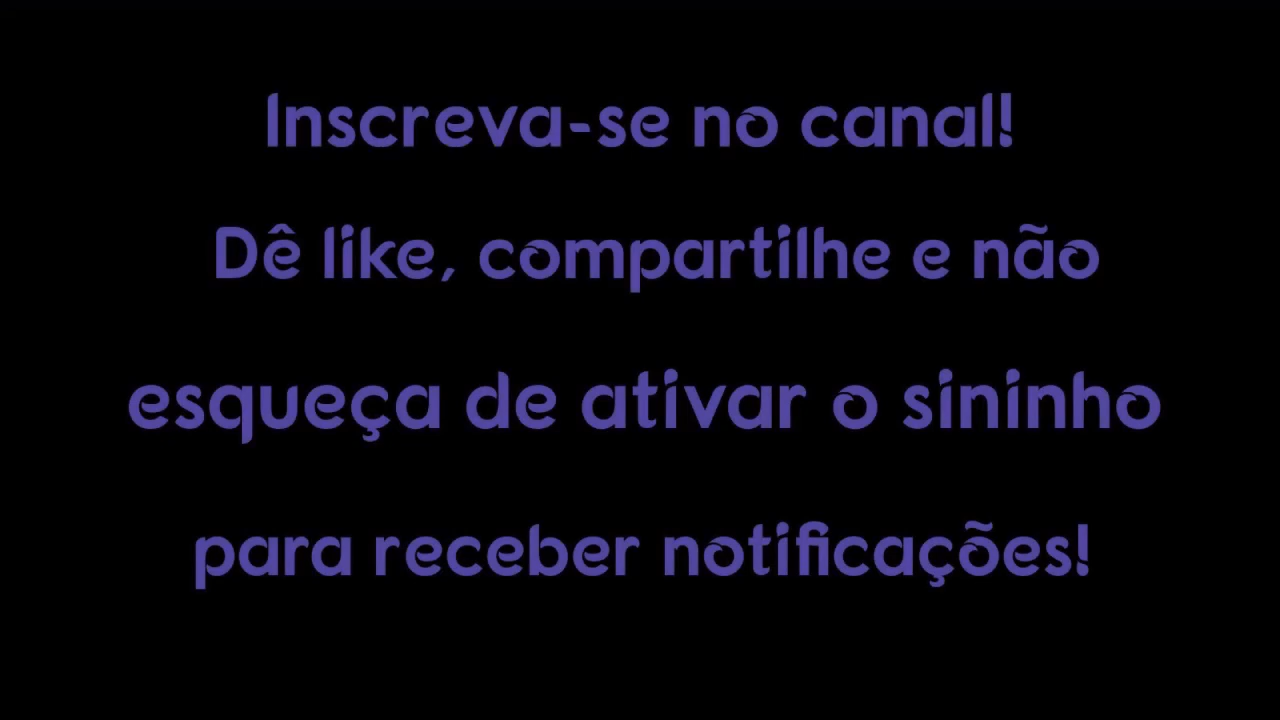 Inscreva-se no canal!
Dê like, compartilhe e não
esqueça de ativar o sininho
para receber notificações!